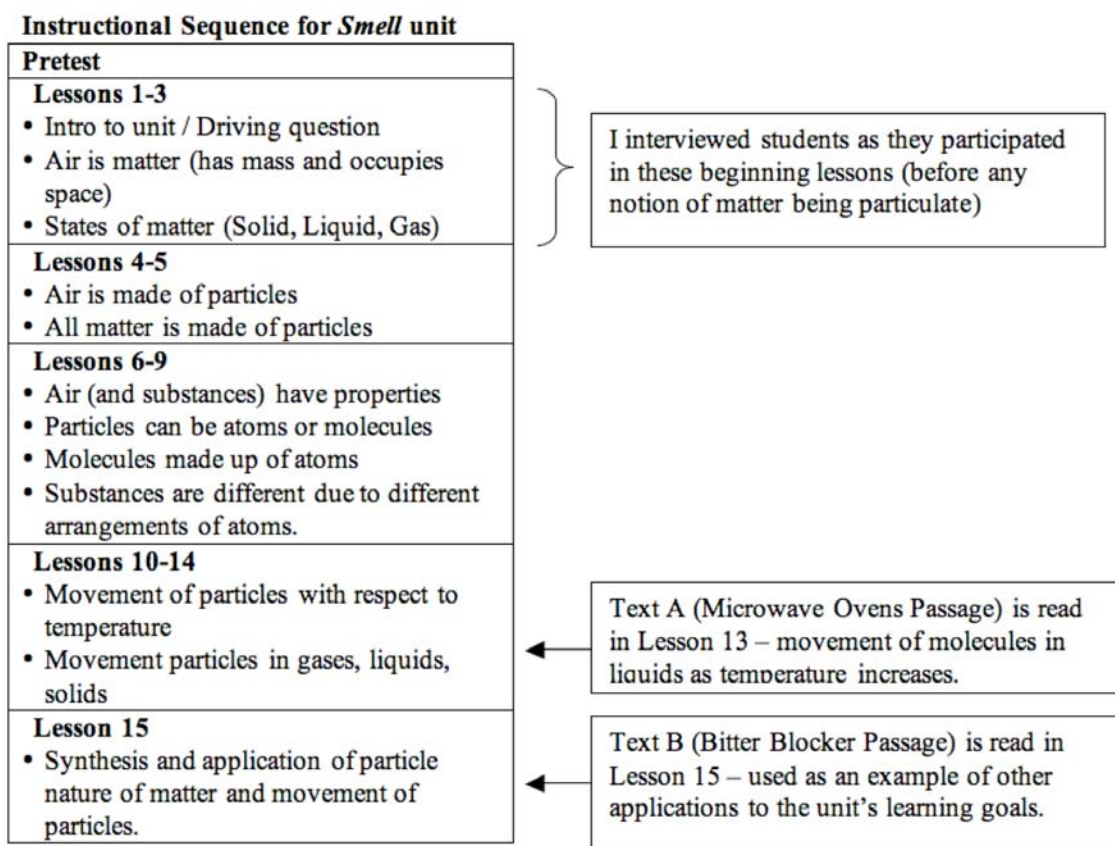 Instructional Sequence for Smell unit
Pretest
Lessons 1-3
• Intro to unit / Driving question
• Air is matter (has mass and occupies
space)
• States of matter (Solid, Liquid, Gas)
I interviewed students as they participated
in these beginning lessons (before any
notion of matter being particulate)
Lessons 4-5
• Air is made of particles
• All matter is made of particles
Lessons 6-9
• Air (and substances) have properties
• Particles can be atoms or molecules
• Molecules made up of atoms
• Substances are different due to different
arrangements of atoms.
Lessons 10-14
• Movement of particles with respect to
temperature
• Movement particles in gases, liquids,
solids
Text A (Microwave Ovens Passage) is read
in Lesson 13 – movement of molecules in
liquids as temperature increases.
Lesson 15
• Synthesis and application of particle
nature of matter and movement of
particles.
Text B (Bitter Blocker Passage) is read in
Lesson 15 – used as an example of other
applications to the unit's learning goals.